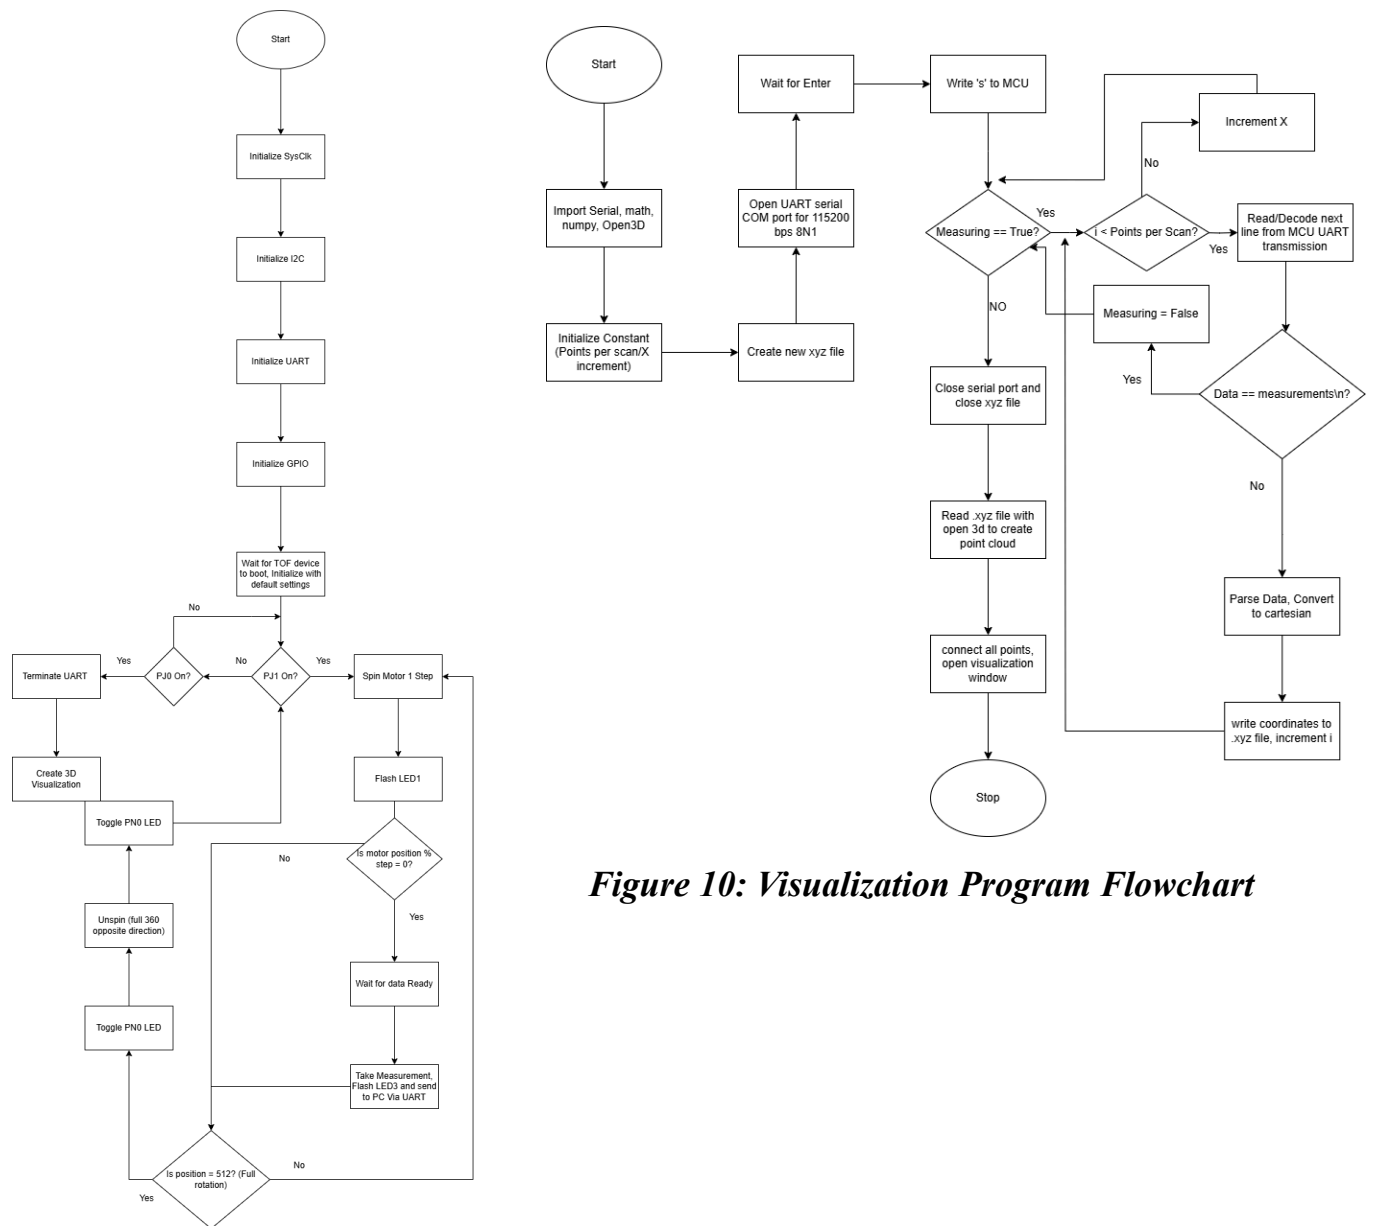 Start
Initialize SysClk
Initialize I2C
Initialize UART
Initialize GPIO
Wait for TOF device
to boot, Initialize with
default settings
No
Yes
No
Yes
Terminate UART
PJ0 On?
PJ1 On?
Spin Motor 1 Step
Create 3D
Visualization
Flash LED1
Toggle PN0 LED
No
Is motor position %
step = 0?
Yes
Unspin (full 360
opposite direction)
Wait for data Ready
Toggle PN0 LED
Take Measurement,
Flash LED3 and send
to PC Via UART
Is position = 512? (Full
rotation)
No
Yes
Start
Import Serial, math,
numpy, Open3D
Initialize Constant
(Points per scan/X
increment)
Create new xyz file
Open UART serial
COM port for 115200
bps 8N1
Wait for Enter
Write 's' to MCU
Measuring == True?
Yes
i < Points per Scan?
No
Increment X
Yes
Read/Decode next
line from MCU UART
transmission
Measuring = False
Yes
Data == measurements\n?
No
Parse Data, Convert
to cartesian
write coordinates to
.xyz file, increment i
NO
Close serial port and
close xyz file
Read .xyz file with
open 3d to create
point cloud
connect all points,
open visualization
window
Stop
Figure 10: Visualization Program Flowchart